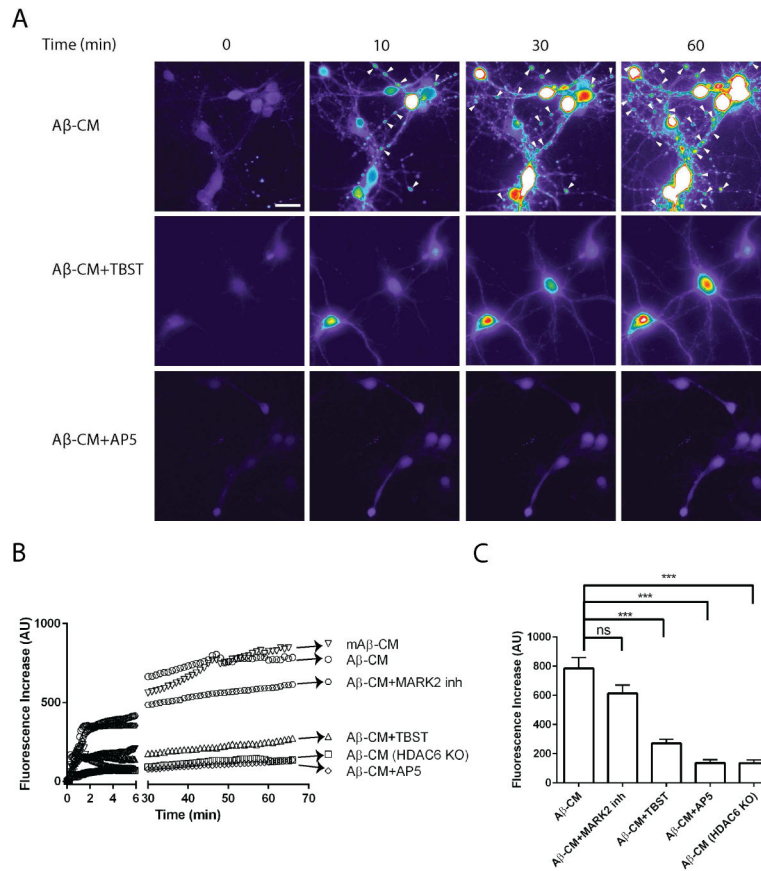 A
Time (min) 0 10 30 60
Aβ-CM
Aβ-CM+TBST
Aβ-CM+AP5
B
Fluorescence Increase (AU)
1000
500
0
0 2 4 6 30 40 50 60 70
Time (min)
mAβ-CM
Aβ-CM
Aβ-CM+MARK2 inh
Aβ-CM+TBST
Aβ-CM (HDAC6 KO)
Aβ-CM+AP5
C
Fluorescence Increase (AU)
***
***
***
ns
1000
800
600
400
200
0
Aβ-CM
Aβ-CM+MARK2 inh
Aβ-CM+TBST
Aβ-CM+AP5
Aβ-CM (HDAC6 KO)